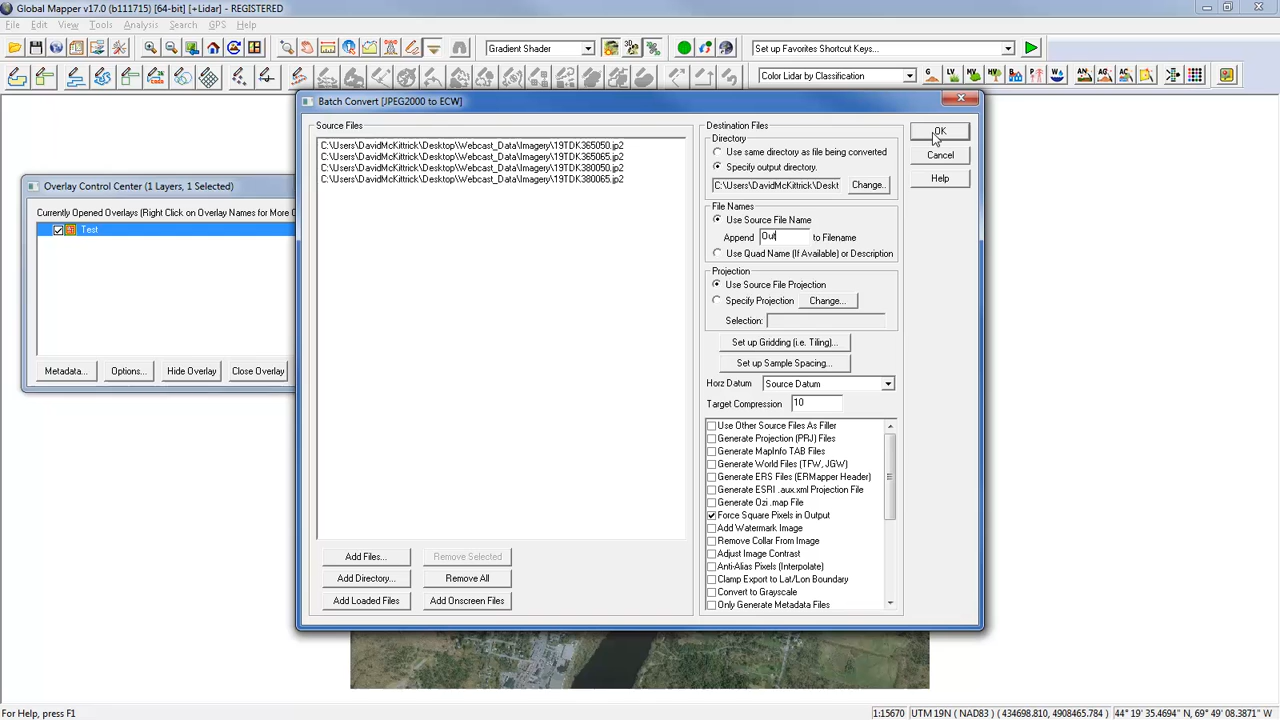 Global Mapper v17.0 (b111715) [64-bit] [+Lidar] - REGISTERED
File Edit View Tools Analysis Search GPS Help
Gradient Shader
Set up Favorites Shortcut Keys...
Color Lidar by Classification
Batch Convert [JPEG2000 to ECW]
Source Files
C:\Users\DavidMcKittrick\Desktop\Webcast_Data\Imagery\19TDK365050.jp2
C:\Users\DavidMcKittrick\Desktop\Webcast_Data\Imagery\19TDK365065.jp2
C:\Users\DavidMcKittrick\Desktop\Webcast_Data\Imagery\19TDK380050.jp2
C:\Users\DavidMcKittrick\Desktop\Webcast_Data\Imagery\19TDK380065.jp2
Add Files... Remove Selected
Add Directory... Remove All
Add Loaded Files Add Onscreen Files
Destination Files
Directory
Use same directory as file being converted
Specify output directory.
C:\Users\DavidMcKittrick\Deskt Change..
File Names
Use Source File Name
Append Out to Filename
Use Quad Name (If Available) or Description
Projection
Use Source File Projection
Specify Projection Change...
Selection:
Set up Gridding (i.e. Tiling)...
Set up Sample Spacing...
Horz Datum Source Datum
Target Compression 10
Use Other Source Files As Filler
Generate Projection (PRJ) Files
Generate MapInfo TAB Files
Generate World Files (TFW, JGW)
Generate ERS Files (ERMapper Header)
Generate ESRI .aux.xml Projection File
Generate Ozi .map File
Force Square Pixels in Output
Add Watermark Image
Remove Collar From Image
Adjust Image Contrast
Anti-Alias Pixels (Interpolate)
Clamp Export to Lat/Lon Boundary
Convert to Grayscale
Only Generate Metadata Files
OK
Cancel
Help
Overlay Control Center (1 Layers, 1 Selected)
Currently Opened Overlays (Right Click on Overlay Names for More O
Test
Metadata... Options... Hide Overlay Close Overlay
For Help, press F1
1:15670 UTM 19N ( NAD83 ) ( 434698.810, 4908465.784 ) 44° 19' 35.4694" N, 69° 49' 08.3871" W